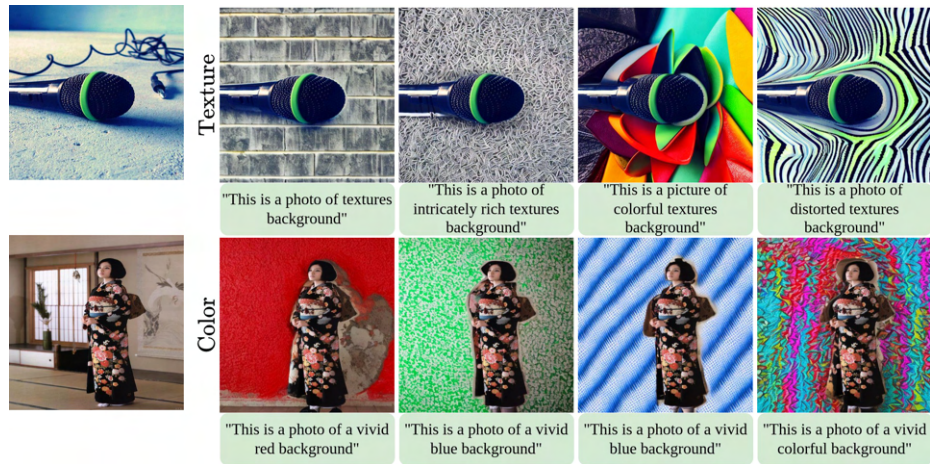 Texture
"This is a photo of textures
background"
"This is a photo of
intricately rich textures
background"
"This is a picture of
colorful textures
background"
"This is a photo of
distorted textures
background"
Color
"This is a photo of a vivid
red background"
"This is a photo of a vivid
blue background"
"This is a photo of a vivid
blue background"
"This is a photo of a vivid
colorful background"